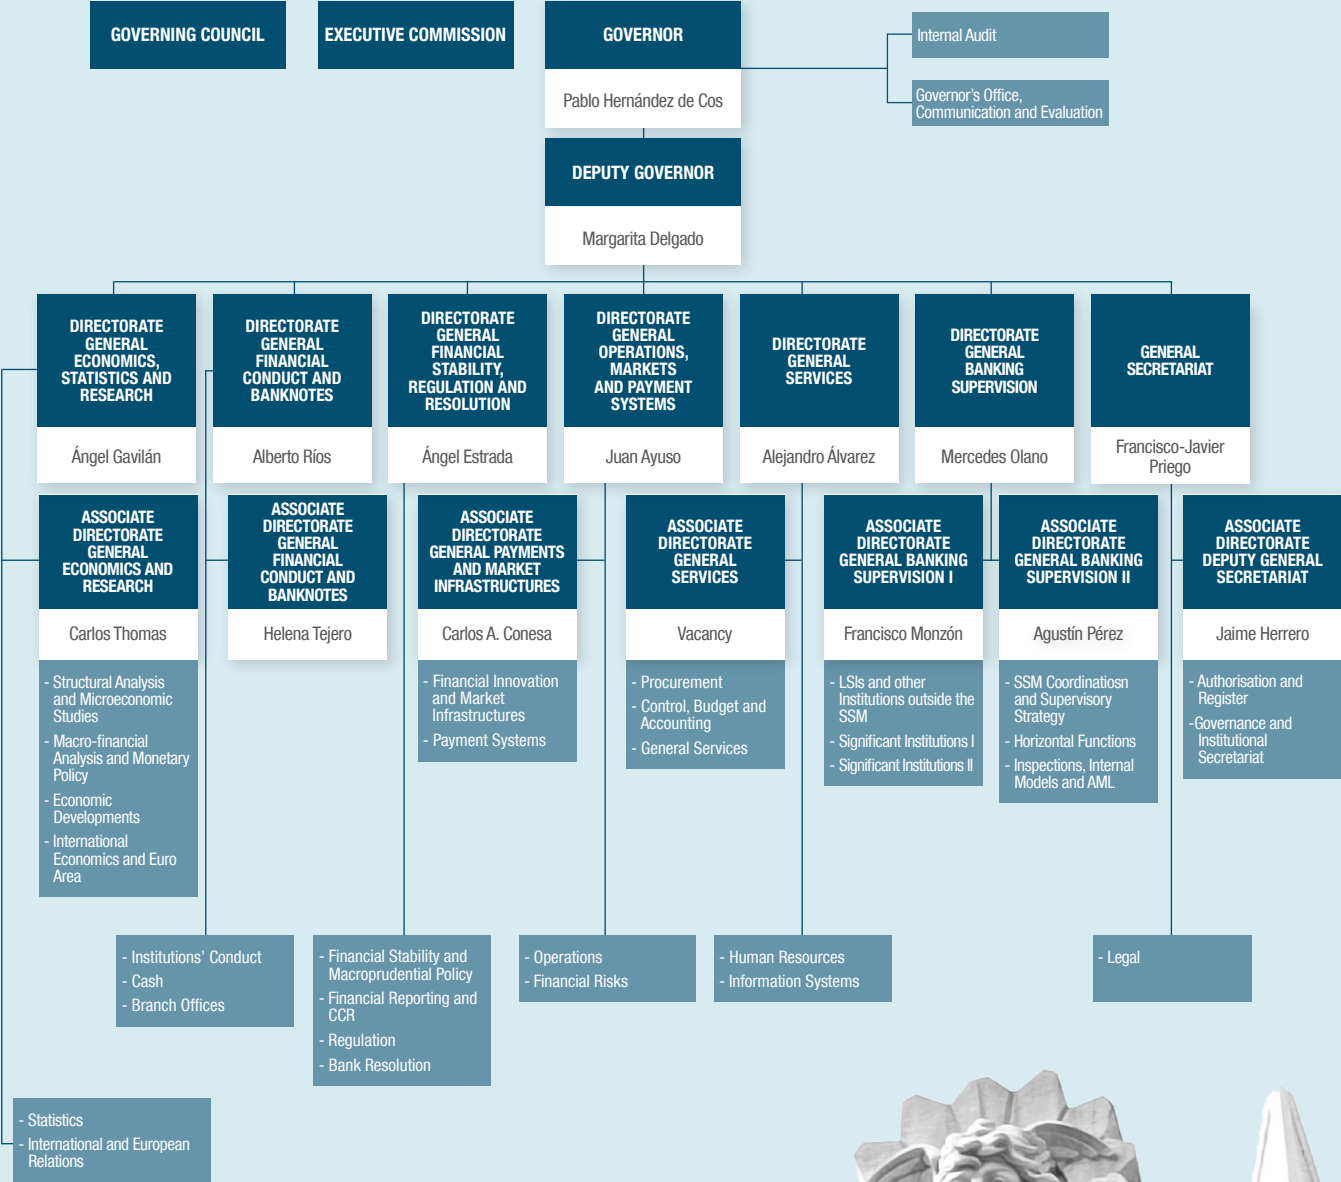 GOVERNING COUNCIL
EXECUTIVE COMMISSION
GOVERNOR
Pablo Hernández de Cos
Internal Audit
Governor's Office,
Communication and Evaluation
DEPUTY GOVERNOR
Margarita Delgado
DIRECTORATE
GENERAL
ECONOMICS,
STATISTICS AND
RESEARCH
Ángel Gavilán
DIRECTORATE
GENERAL
FINANCIAL
CONDUCT AND
BANKNOTES
Alberto Ríos
DIRECTORATE
GENERAL
FINANCIAL
STABILITY,
REGULATION AND
RESOLUTION
Ángel Estrada
DIRECTORATE
GENERAL
OPERATIONS,
MARKETS
AND PAYMENT
SYSTEMS
Juan Ayuso
DIRECTORATE
GENERAL
SERVICES
Alejandro Álvarez
DIRECTORATE
GENERAL
BANKING
SUPERVISION
Mercedes Olano
GENERAL
SECRETARIAT
Francisco-Javier
Priego
ASSOCIATE
DIRECTORATE
GENERAL
ECONOMICS AND
RESEARCH
Carlos Thomas
- Structural Analysis
and Microeconomic
Studies
- Macro-financial
Analysis and Monetary
Policy
- Economic
Developments
- International
Economics and Euro
Area
ASSOCIATE
DIRECTORATE
GENERAL
FINANCIAL
CONDUCT AND
BANKNOTES
Helena Tejero
ASSOCIATE
DIRECTORATE
GENERAL PAYMENTS
AND MARKET
INFRASTRUCTURES
Carlos A. Conesa
- Financial Innovation
and Market
Infrastructures
- Payment Systems
ASSOCIATE
DIRECTORATE
GENERAL
SERVICES
Vacancy
- Procurement
- Control, Budget and
Accounting
- General Services
ASSOCIATE
DIRECTORATE
GENERAL BANKING
SUPERVISION I
Francisco Monzón
- LSIs and other
Institutions outside the
SSM
- Significant Institutions I
- Significant Institutions II
ASSOCIATE
DIRECTORATE
GENERAL BANKING
SUPERVISION II
Agustín Pérez
- SSM Coordinatiosn
and Supervisory
Strategy
- Horizontal Functions
- Inspections, Internal
Models and AML
ASSOCIATE
DIRECTORATE
DEPUTY GENERAL
SECRETARIAT
Jaime Herrero
- Authorisation and
Register
-Governance and
Institutional
Secretariat
- Institutions' Conduct
- Cash
- Branch Offices
- Financial Stability and
Macroprudential Policy
- Financial Reporting and
CCR
- Regulation
- Bank Resolution
- Operations
- Financial Risks
- Human Resources
- Information Systems
- Legal
- Statistics
- International and European
Relations